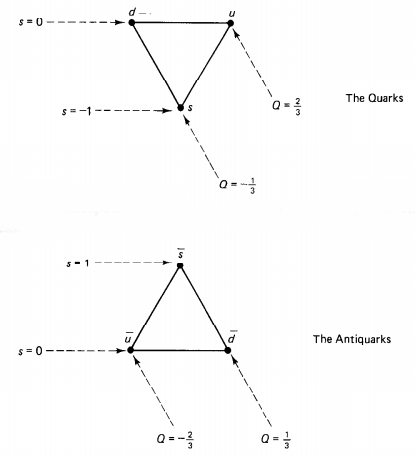 s = 0
d
u
s = -1
s
Q = 2/3
The Quarks
Q = -1/3
s = 1
s̅
u̅
d̅
The Antiquarks
s = 0
Q = -2/3
Q = 1/3